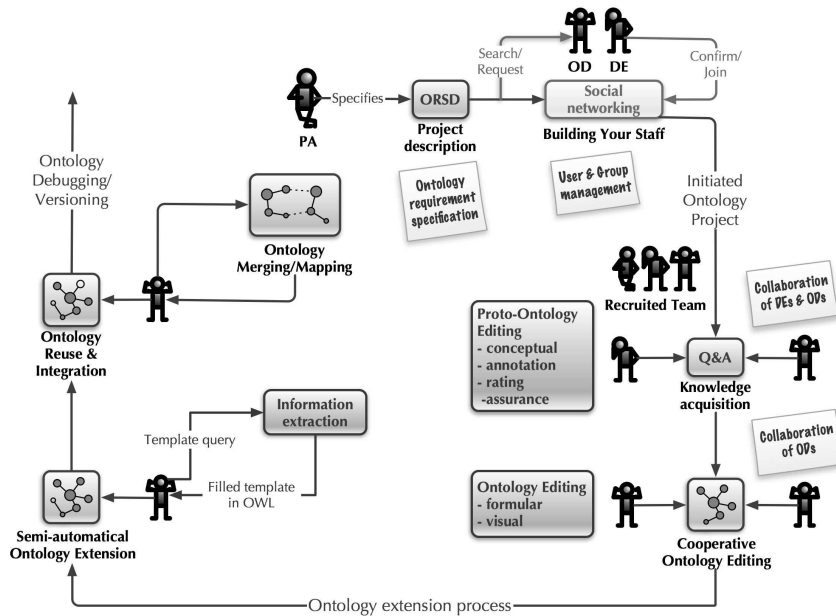 Search/
Request
OD
DE
Confirm/
Join
Specifies
ORSD
Social
networking
PA
Project
description
Building Your Staff
Ontology
requirement
specification
User & Group
management
Initiated
Ontology
Project
Ontology
Debugging/
Versioning
Ontology
Merging/Mapping
Ontology
Reuse &
Integration
Recruited Team
Collaboration
of DEs & ODs
Proto-Ontology
Editing
- conceptual
- annotation
- rating
-assurance
Q&A
Knowledge
acquisition
Information
extraction
Template query
Filled template
in OWL
Semi-automatical
Ontology Extension
Collaboration
of ODs
Ontology Editing
- formular
- visual
Cooperative
Ontology Editing
Ontology extension process